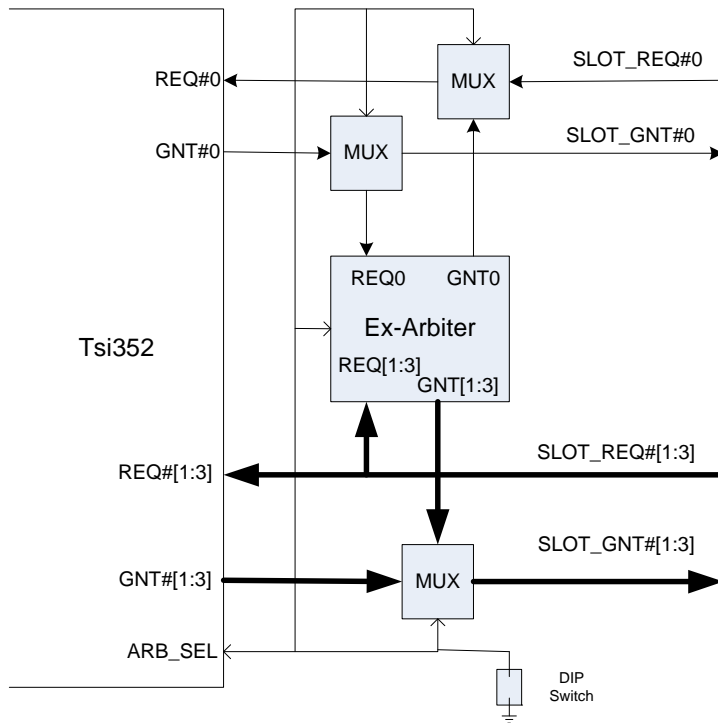 SLOT_REQ#0
REQ#0
MUX
SLOT_GNT#0
GNT#0
MUX
REQ0 GNT0
Ex-Arbiter
Tsi352
REQ[1:3]
GNT[1:3]
SLOT_REQ#[1:3]
REQ#[1:3]
SLOT_GNT#[1:3]
GNT#[1:3]
MUX
ARB_SEL
DIP
Switch